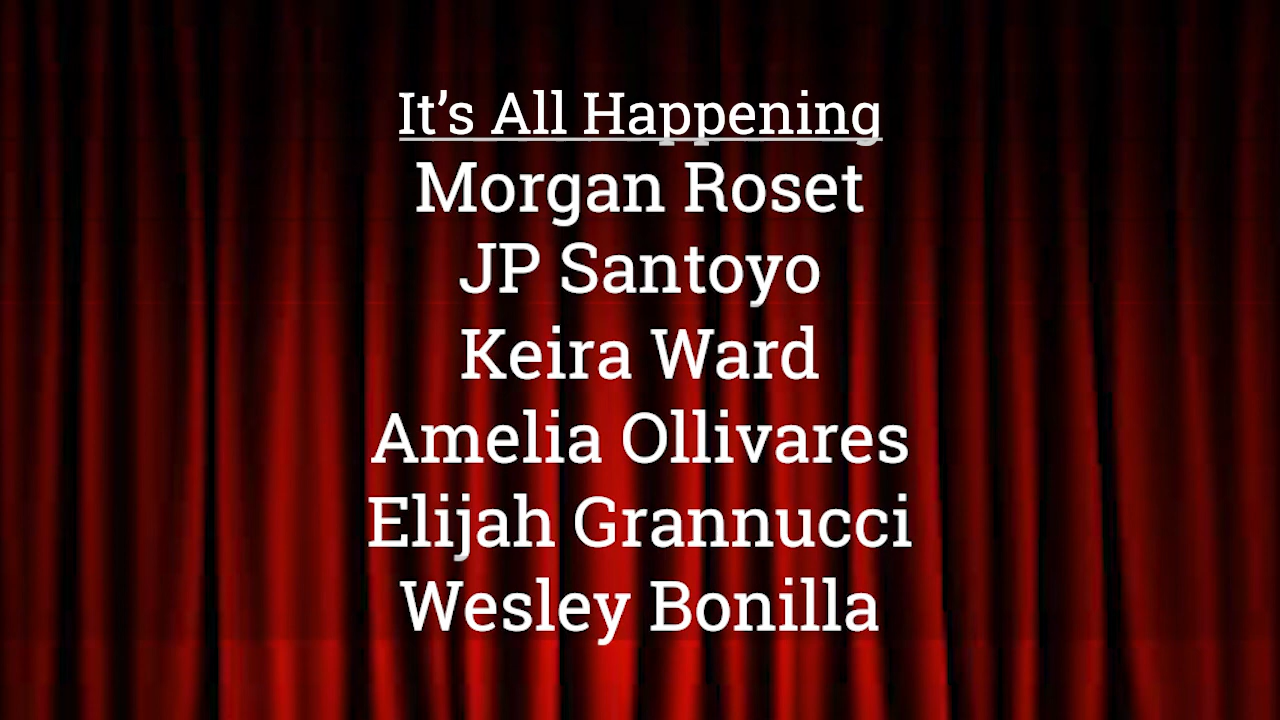 It’s All Happening
Morgan Roset
JP Santoyo
Keira Ward
Amelia Ollivares
Elijah Grannucci
Wesley Bonilla